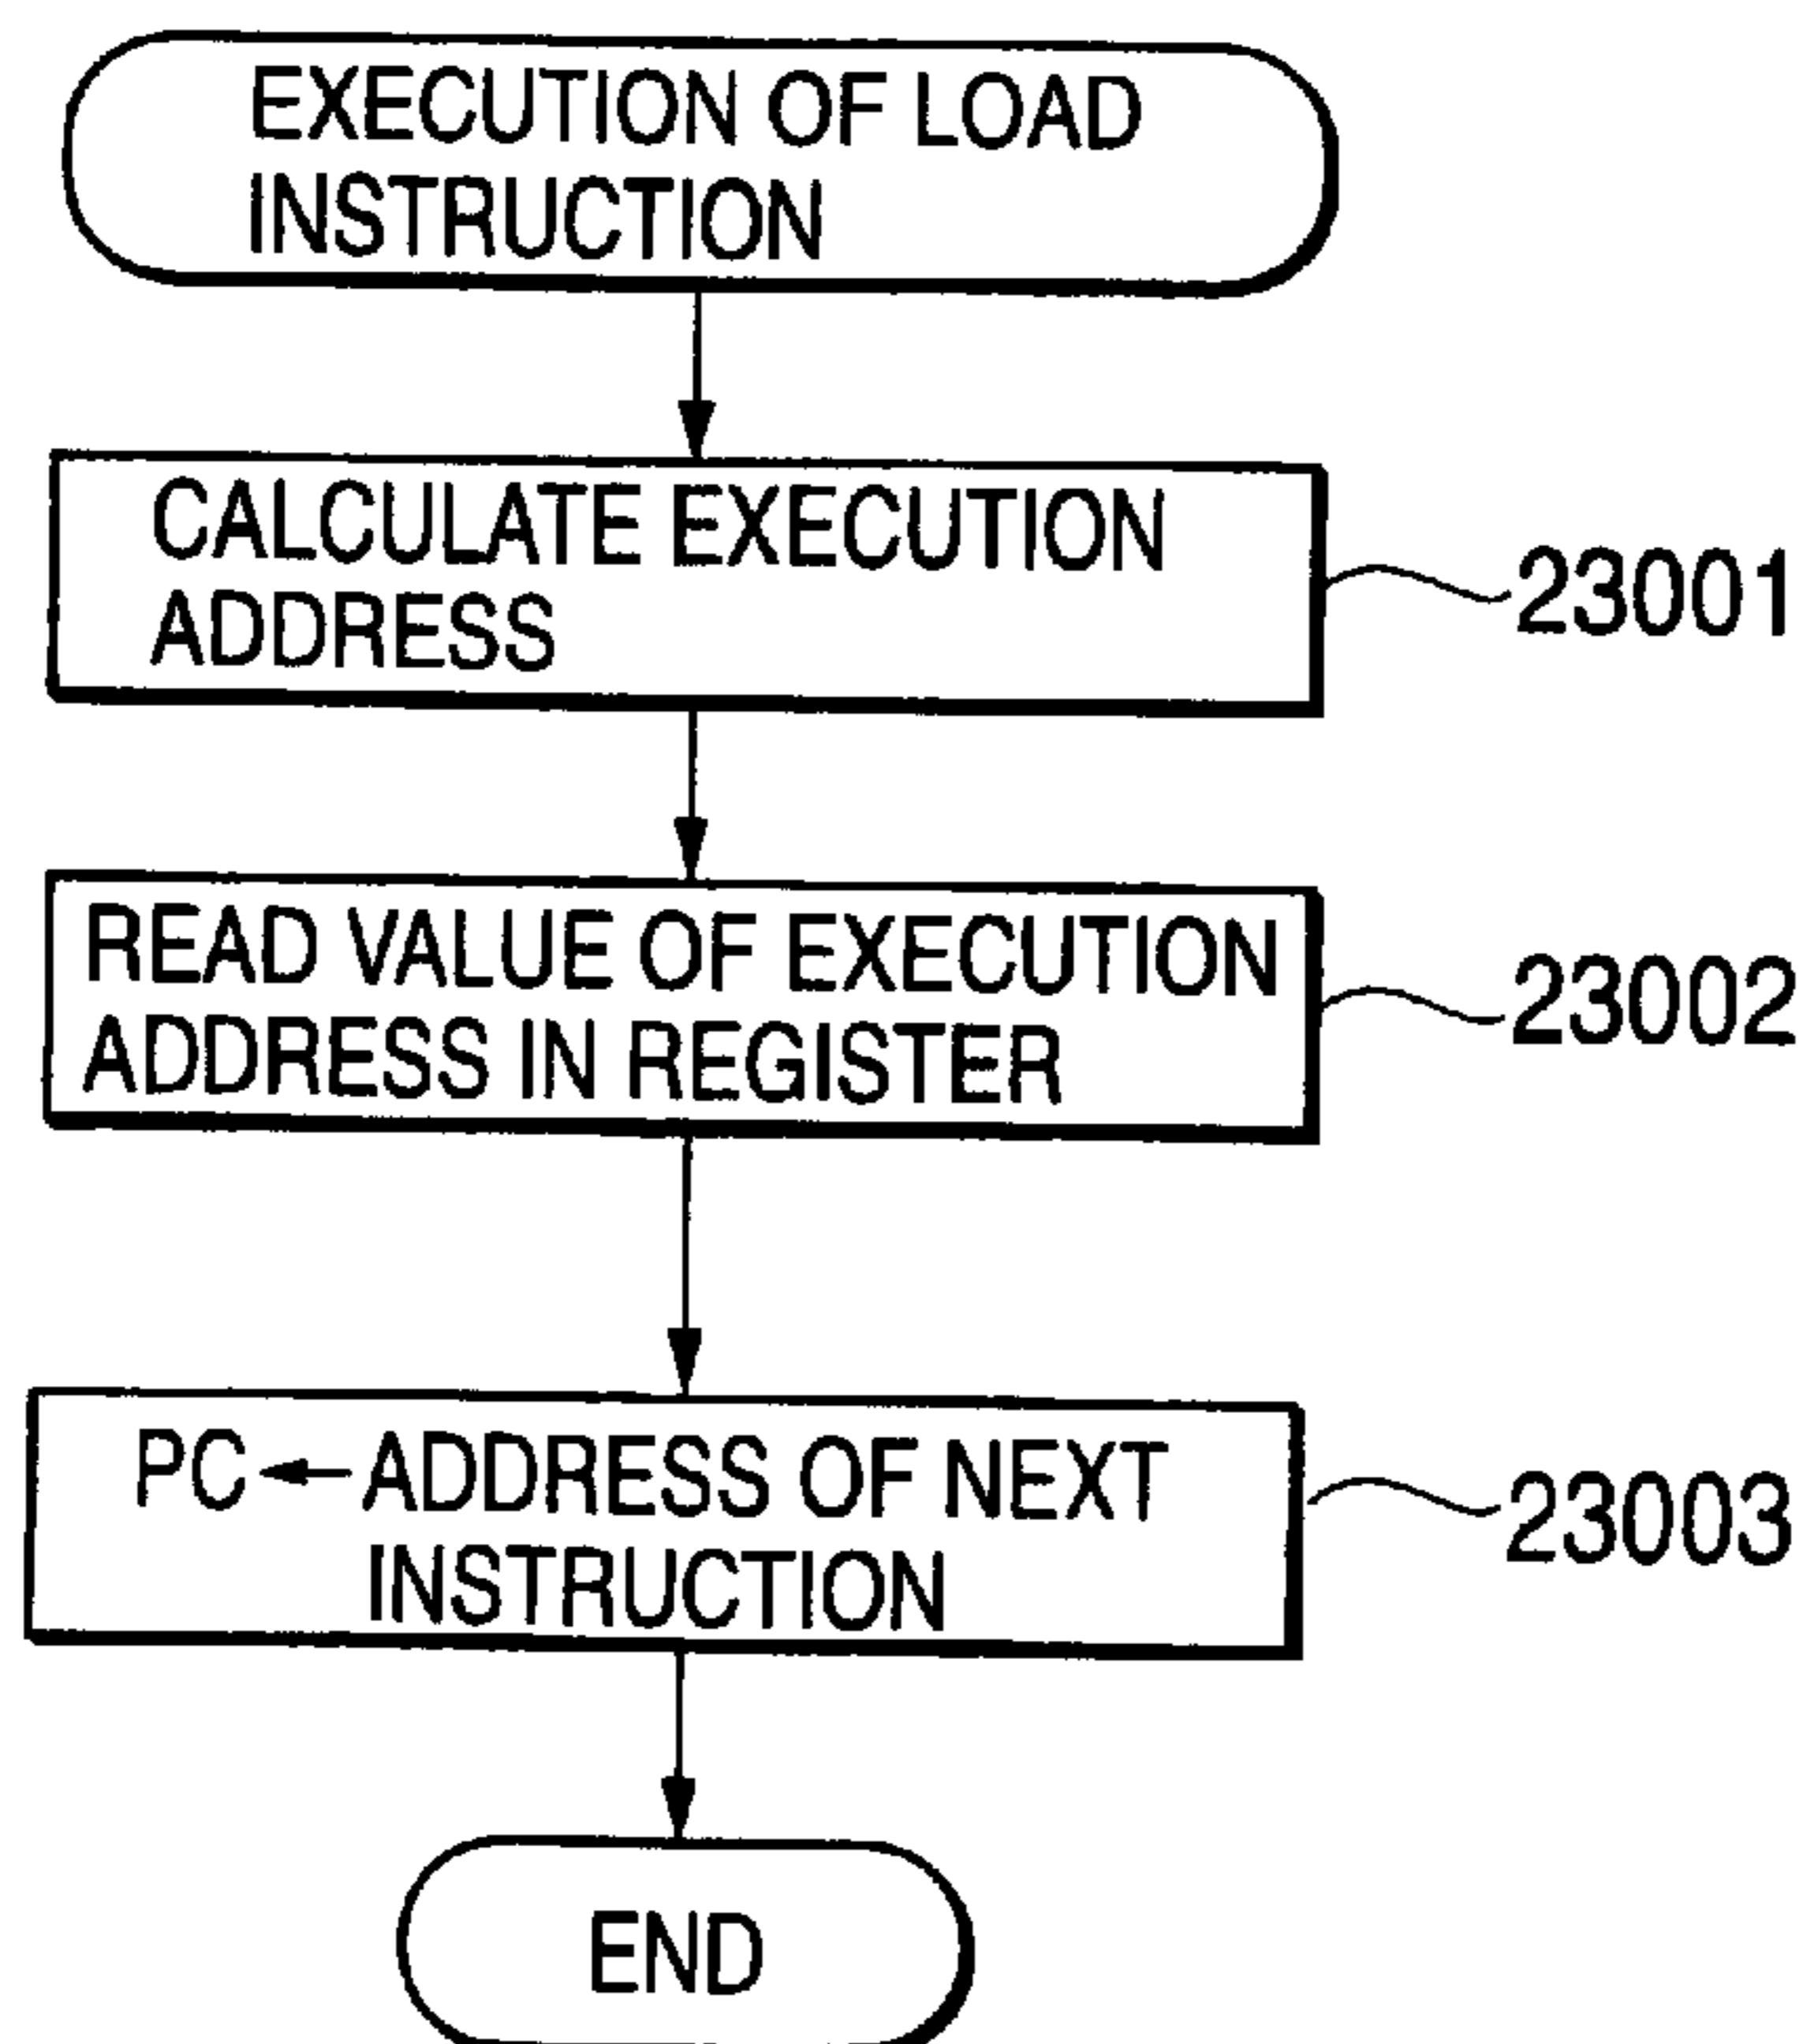 EXECUTION OF LOAD
INSTRUCTION
CALCULATE EXECUTION
ADDRESS
23001
READ VALUE OF EXECUTION
ADDRESS IN REGISTER
23002
PC←ADDRESS OF NEXT
INSTRUCTION
23003
END